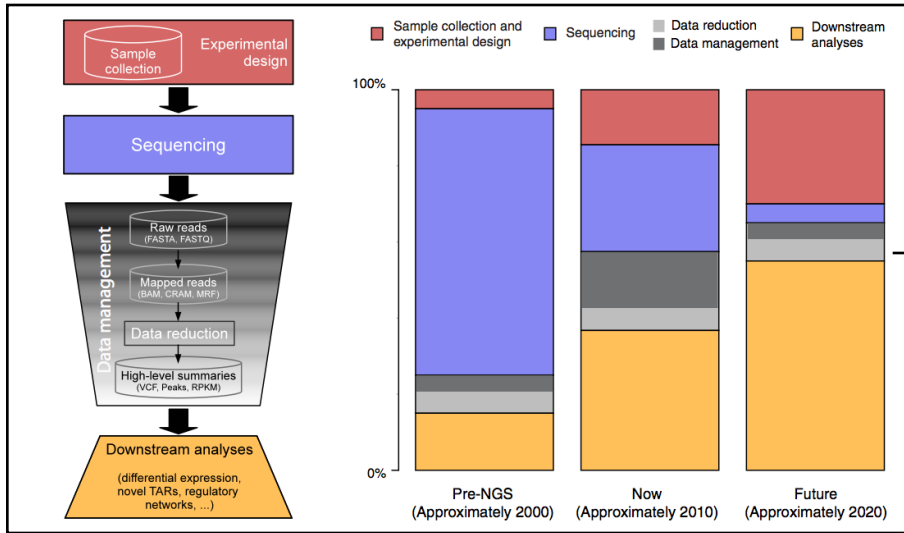 Sample
collection
Experimental
design
Sequencing
Data management
Raw reads
(FASTA, FASTQ)
Mapped reads
(BAM, CRAM, MRF)
Data reduction
High-level summaries
(VCF, Peaks, RPKM)
Downstream analyses
(differential expression,
novel TARs, regulatory
networks, ...)
Sample collection and
experimental design
Sequencing
Data reduction
Data management
Downstream
analyses
100%
0%
Pre-NGS
(Approximately 2000)
Now
(Approximately 2010)
Future
(Approximately 2020)